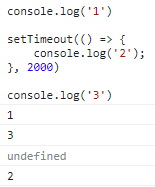 console.log('1')
setTimeout(() => {
    console.log('2');
}, 2000)
console.log('3')
1
3
undefined
2